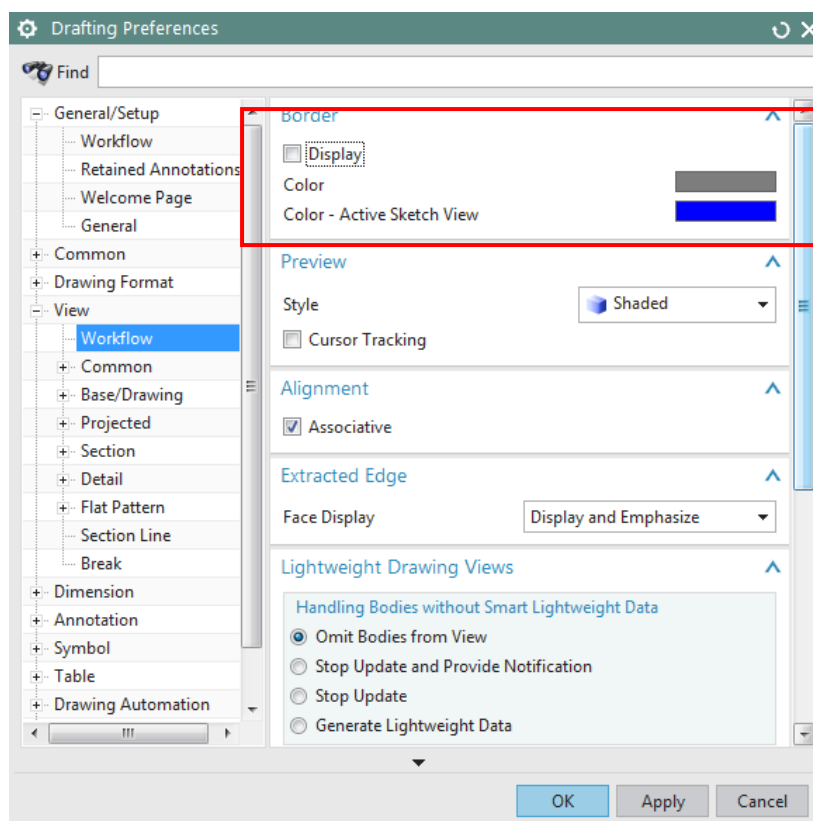 Drafting Preferences
Find
General/Setup
Workflow
Retained Annotations
Welcome Page
General
Common
Drawing Format
View
Workflow
Common
Base/Drawing
Projected
Section
Detail
Flat Pattern
Section Line
Break
Dimension
Annotation
Symbol
Table
Drawing Automation
Border
Display
Color
Color - Active Sketch View
Preview
Style Shaded
Cursor Tracking
Alignment
Associative
Extracted Edge
Face Display Display and Emphasize
Lightweight Drawing Views
Handling Bodies without Smart Lightweight Data
Omit Bodies from View
Stop Update and Provide Notification
Stop Update
Generate Lightweight Data
OK Apply Cancel